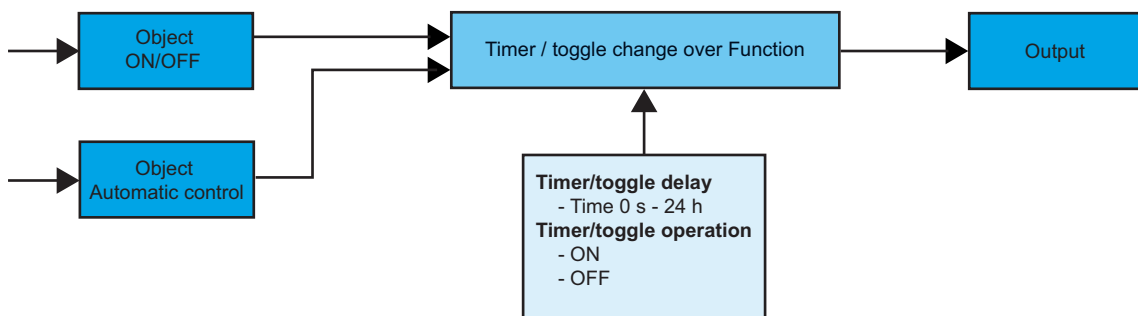 Object
ON/OFF
Timer / toggle change over Function
Output
Object
Automatic control
Timer/toggle delay
- Time 0 s - 24 h
Timer/toggle operation
- ON
- OFF